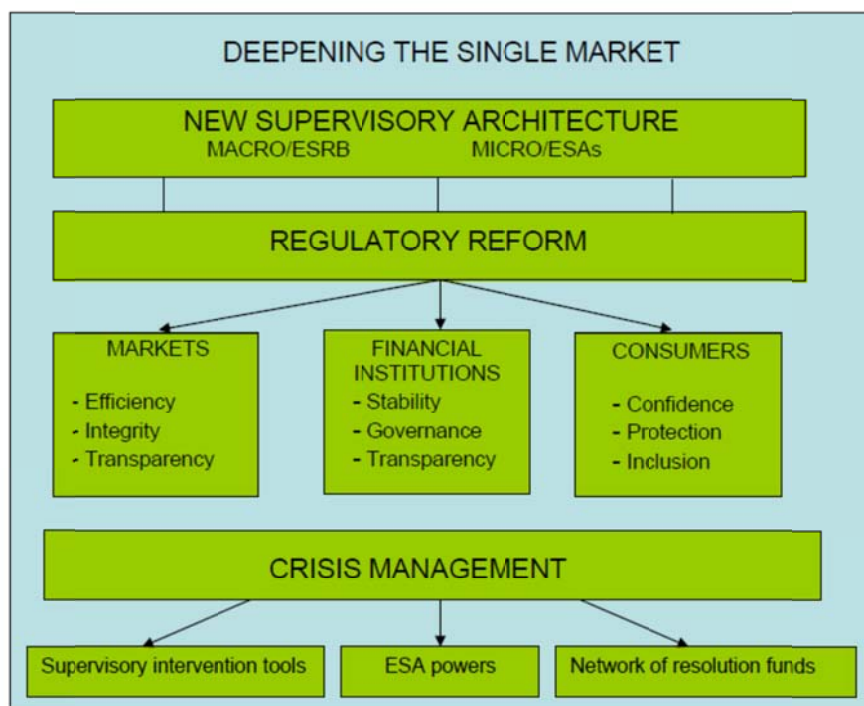 DEEPENING THE SINGLE MARKET
NEW SUPERVISORY ARCHITECTURE
MACRO/ESRB MICRO/ESAs
REGULATORY REFORM
MARKETS
- Efficiency
- Integrity
- Transparency
FINANCIAL
INSTITUTIONS
- Stability
- Governance
- Transparency
CONSUMERS
- Confidence
- Protection
- Inclusion
CRISIS MANAGEMENT
Supervisory intervention tools
ESA powers
Network of resolution funds